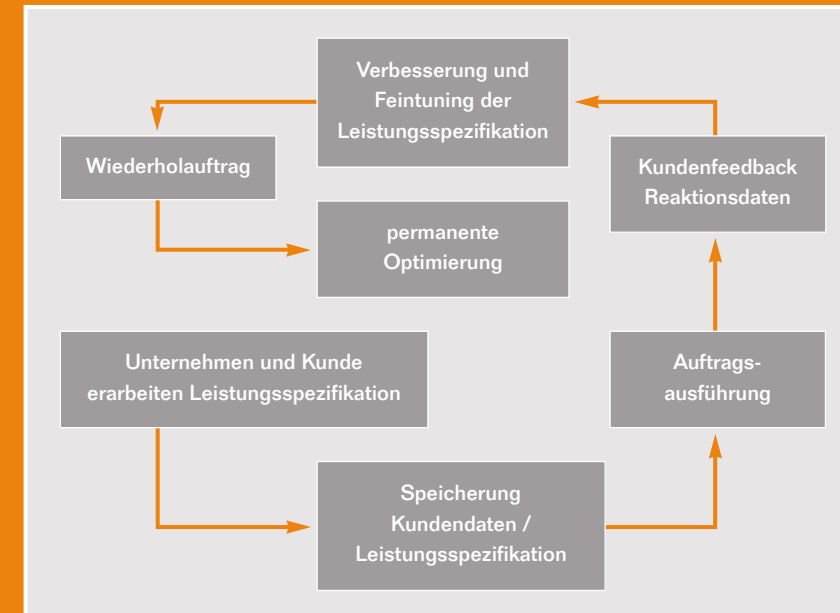 Verbesserung und
Feintuning der
Leistungsspezifikation
Wiederholauftrag
Kundenfeedback
Reaktionsdaten
permanente
Optimierung
Unternehmen und Kunde
erarbeiten Leistungsspezifikation
Auftrags-
ausführung
Speicherung
Kundendaten /
Leistungsspezifikation